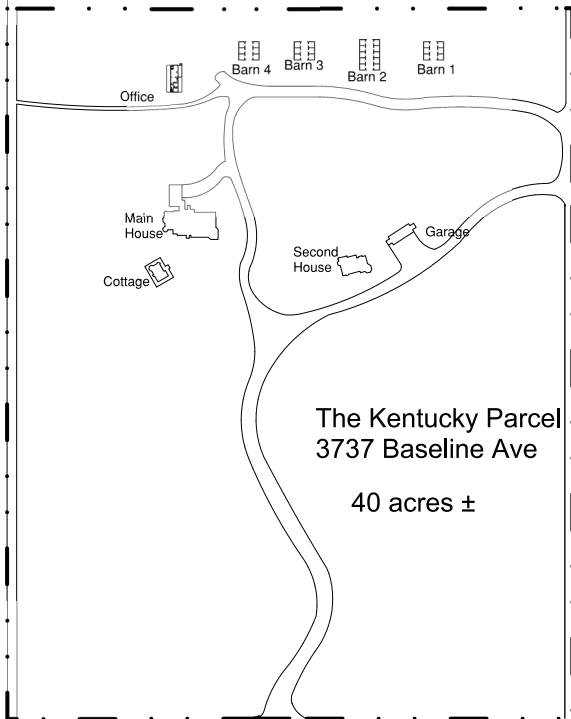 Barn 4
Barn 3
Barn 2
Barn 1
Office
Main
House
Garage
Second
House
Cottage
The Kentucky Parcel
3737 Baseline Ave
40 acres ±